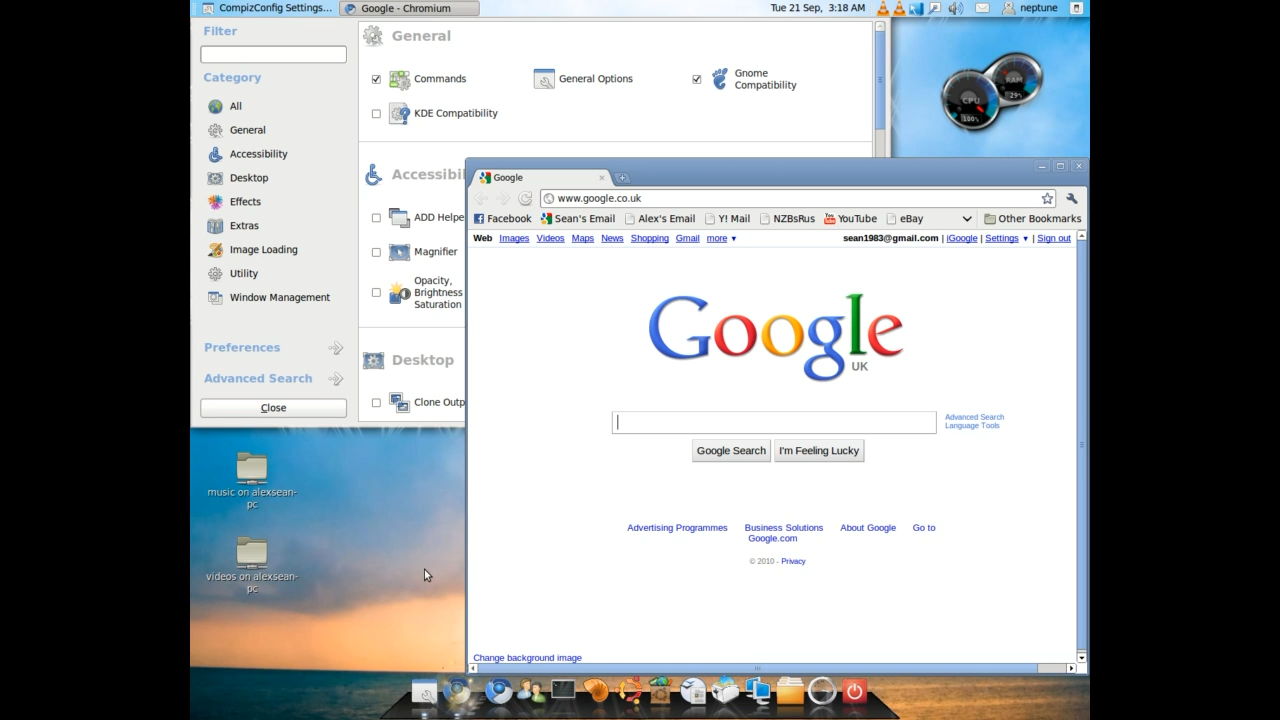 CompizConfig Settings...
Google - Chromium
Tue 21 Sep, 3:18 AM
neptune
Filter
Category
All
General
Accessibility
Desktop
Effects
Extras
Image Loading
Utility
Window Management
Preferences
Advanced Search
Close
General
Commands
General Options
Gnome
Compatibility
KDE Compatibility
Accessibil
ADD Helpe
Magnifier
Opacity,
Brightness
Saturation
Desktop
Clone Outp
CPU
100%
RAM
29%
Google
www.google.co.uk
Facebook Sean's Email Alex's Email Y! Mail NZBsRus YouTube eBay Other Bookmarks
Web Images Videos Maps News Shopping Gmail more ▼ sean1983@gmail.com | iGoogle | Settings ▼ | Sign out
Google
UK
Advanced Search
Language Tools
Google Search I'm Feeling Lucky
Advertising Programmes Business Solutions About Google Go to
Google.com
© 2010 - Privacy
Change background image
music on alexsean-
pc
videos on alexsean-
pc